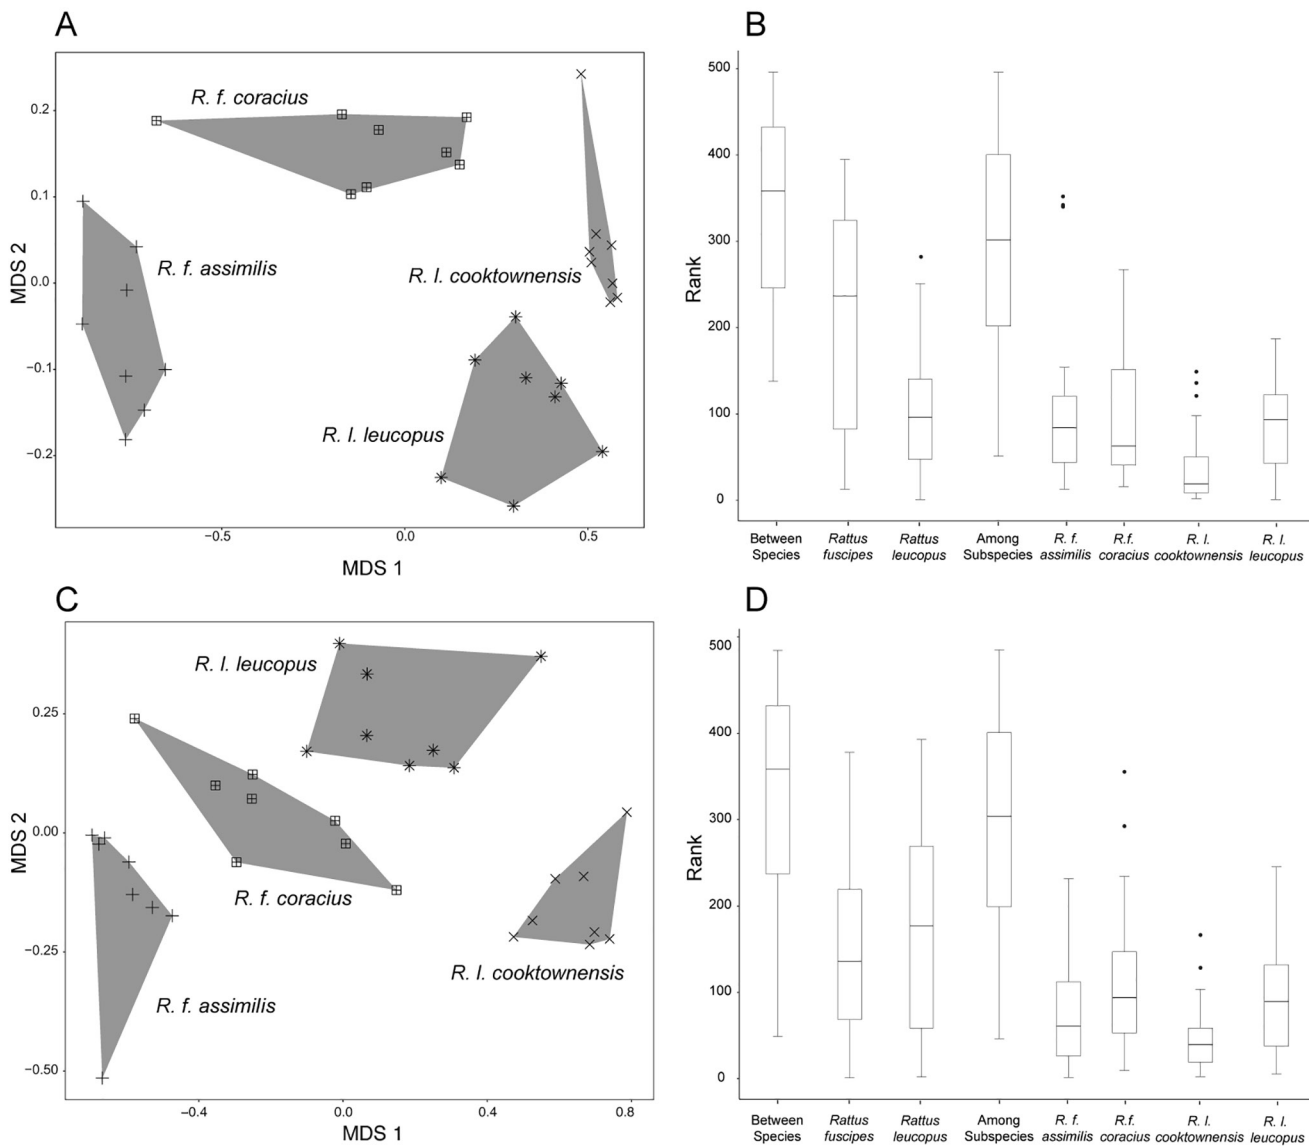 A
0.2
0.1
0.0
−0.1
−0.2
MDS 2
R. f. coracius
R. f. assimilis
R. l. cooktownensis
R. l. leucopus
−0.5
0.0
0.5
MDS 1
B
500
400
300
200
100
0
Rank
Between Species
Rattus fuscipes
Rattus leucopus
Among Subspecies
R. f. assimilis
R.f. coracius
R. l. cooktownensis
R. l. leucopus
C
0.25
0.00
−0.25
−0.50
MDS 2
R. l. leucopus
R. f. coracius
R. l. cooktownensis
R. f. assimilis
−0.4
0.0
0.4
0.8
MDS 1
D
500
400
300
200
100
0
Rank
Between Species
Rattus fuscipes
Rattus leucopus
Among Subspecies
R. f. assimilis
R.f. coracius
R. l. cooktownensis
R. l. leucopus